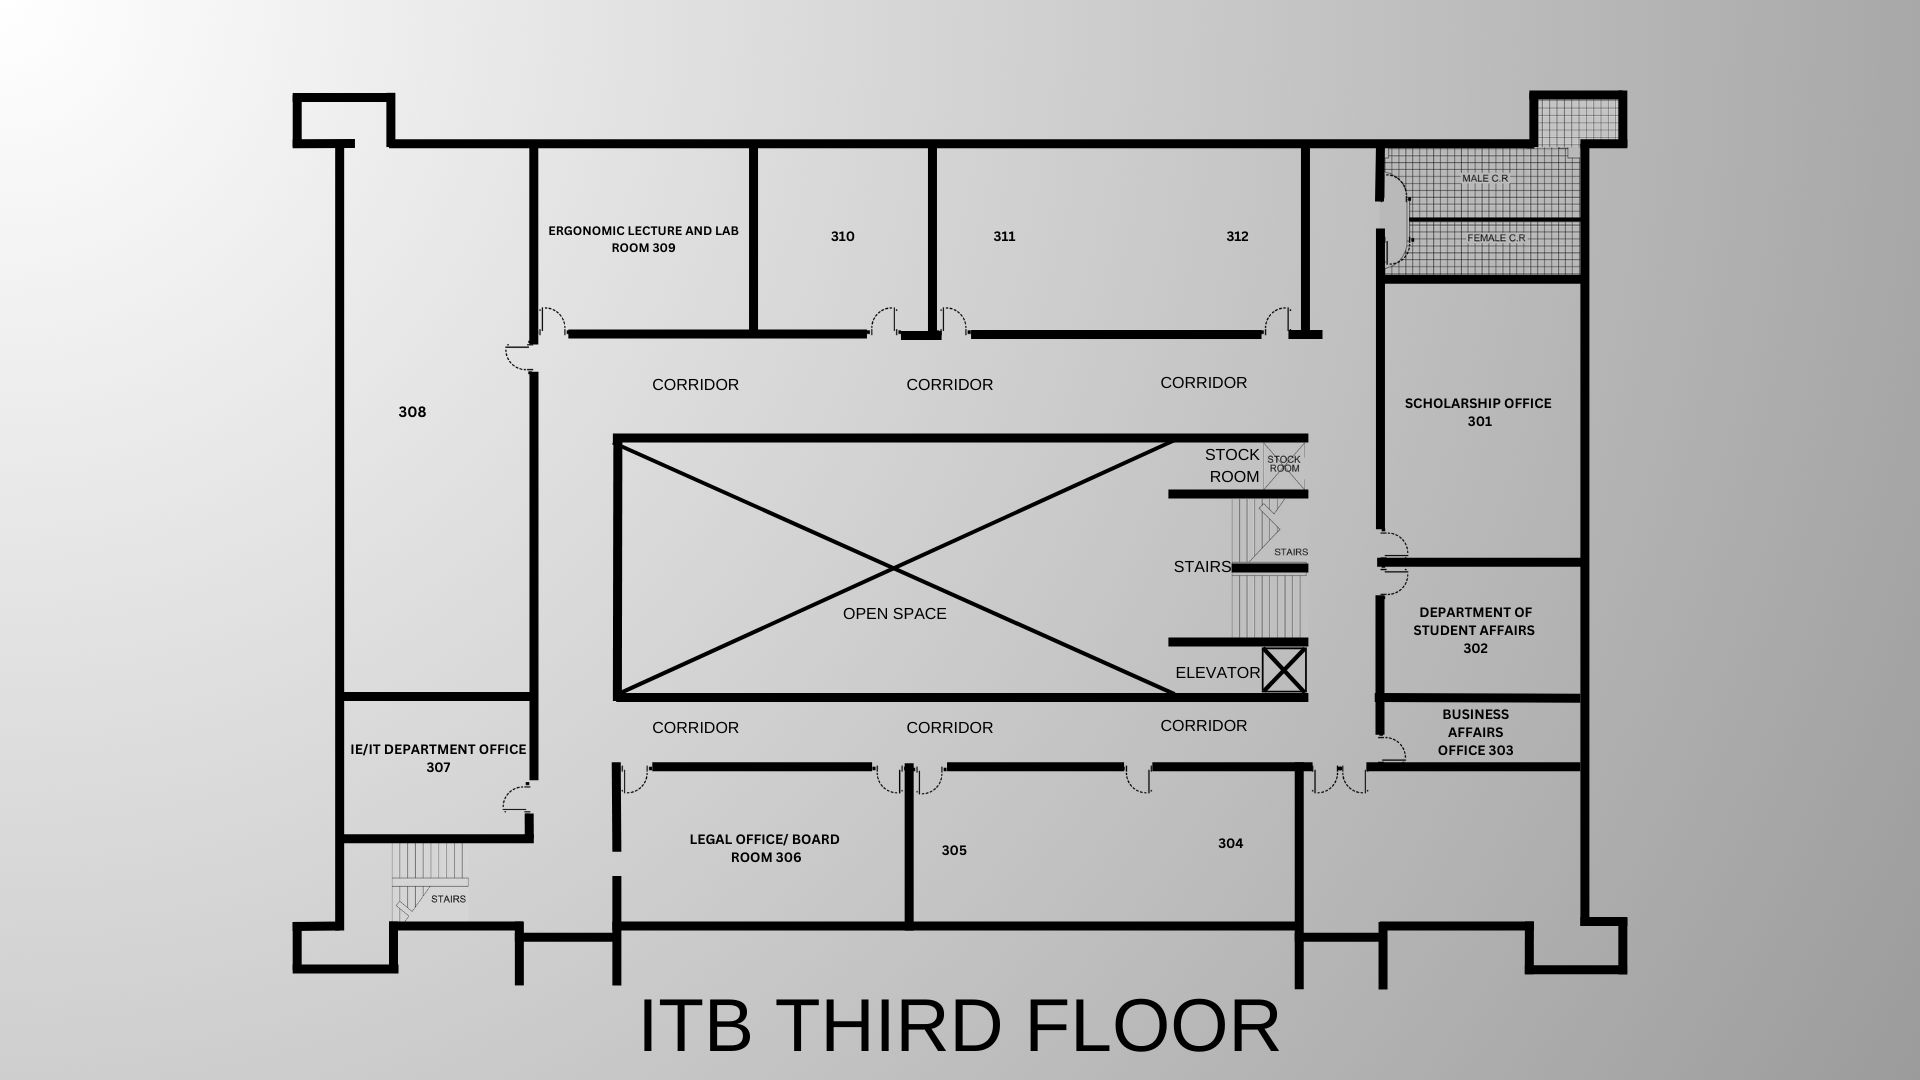 MALE C.R
FEMALE C.R
ERGONOMIC LECTURE AND LAB
ROOM 309
310
311
312
CORRIDOR
CORRIDOR
CORRIDOR
308
SCHOLARSHIP OFFICE
301
STOCK
ROOM
STOCK
ROOM
STAIRS
STAIRS
OPEN SPACE
DEPARTMENT OF
STUDENT AFFAIRS
302
ELEVATOR
CORRIDOR
CORRIDOR
CORRIDOR
BUSINESS
AFFAIRS
OFFICE 303
IE/IT DEPARTMENT OFFICE
307
LEGAL OFFICE/ BOARD
ROOM 306
305
304
STAIRS
ITB THIRD FLOOR